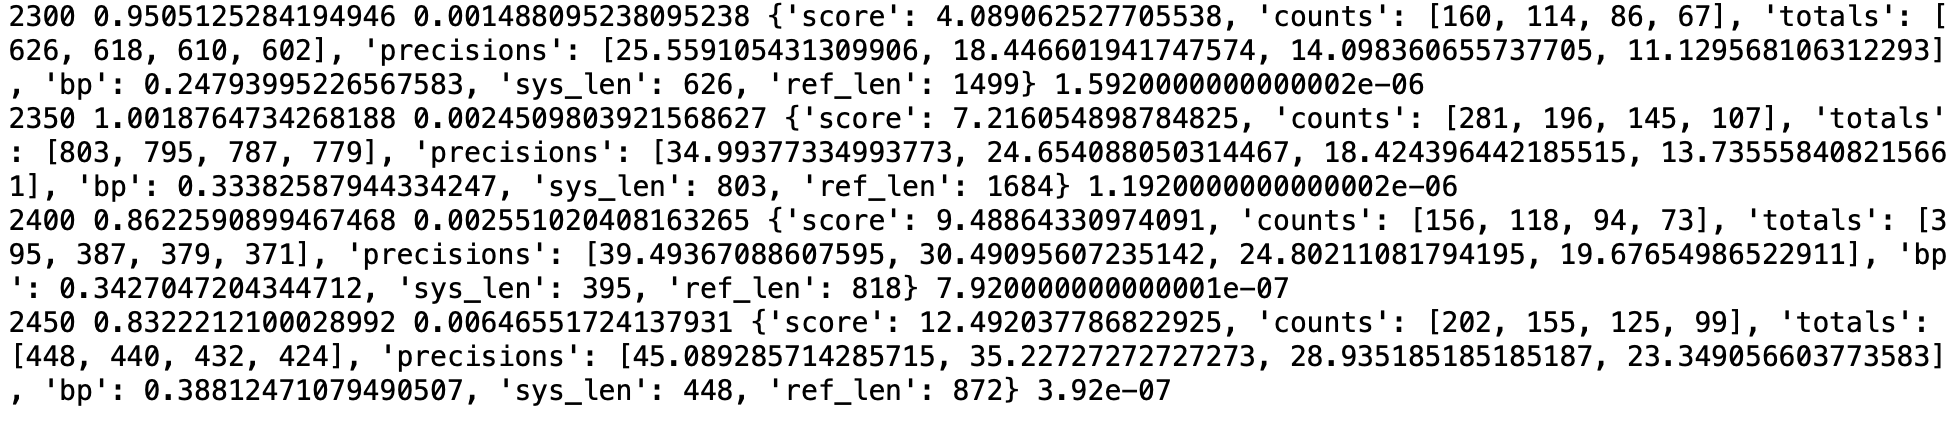 2300 0.9505125284194946 0.001488095238095238 {'score': 4.089062527705538, 'counts': [160, 114, 86, 67], 'totals': [
626, 618, 610, 602], 'precisions': [25.559105431309906, 18.446601941747574, 14.098360655737705, 11.129568106312293]
, 'bp': 0.24793995226567583, 'sys_len': 626, 'ref_len': 1499} 1.5920000000000002e-06
2350 1.0018764734268188 0.0024509803921568627 {'score': 7.216054898784825, 'counts': [281, 196, 145, 107], 'totals'
: [803, 795, 787, 779], 'precisions': [34.99377334993773, 24.654088050314467, 18.424396442185515, 13.73555840821566
1], 'bp': 0.33382587944334247, 'sys_len': 803, 'ref_len': 1684} 1.1920000000000002e-06
2400 0.8622590899467468 0.002551020408163265 {'score': 9.48864330974091, 'counts': [156, 118, 94, 73], 'totals': [3
95, 387, 379, 371], 'precisions': [39.49367088607595, 30.49095607235142, 24.80211081794195, 19.67654986522911], 'bp
': 0.3427047204344712, 'sys_len': 395, 'ref_len': 818} 7.920000000000001e-07
2450 0.8322212100028992 0.00646551724137931 {'score': 12.492037786822925, 'counts': [202, 155, 125, 99], 'totals':
[448, 440, 432, 424], 'precisions': [45.089285714285715, 35.22727272727273, 28.935185185185187, 23.349056603773583]
, 'bp': 0.38812471079490507, 'sys_len': 448, 'ref_len': 872} 3.92e-07